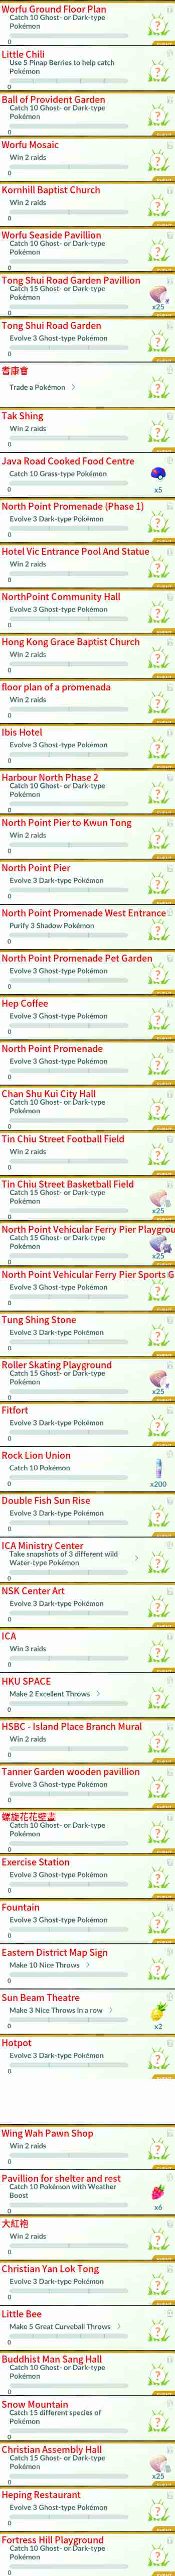 Worfu Ground Floor Plan
Catch 10 Ghost- or Dark-type
Pokémon
0
Little Chili
Use 5 Pinap Berries to help catch
Pokémon
0
Ball of Provident Garden
Catch 10 Ghost- or Dark-type
Pokémon
0
Worfu Mosaic
Win 2 raids
0
Kornhill Baptist Church
Win 2 raids
0
Worfu Seaside Pavillion
Catch 10 Ghost- or Dark-type
Pokémon
0
Tong Shui Road Garden Pavillion
Catch 15 Ghost- or Dark-type
Pokémon
x25
0
Tong Shui Road Garden
Evolve 3 Ghost-type Pokémon
0
耆康會
Trade a Pokémon
Tak Shing
Win 2 raids
0
Java Road Cooked Food Centre
Catch 10 Grass-type Pokémon
0
x5
North Point Promenade (Phase 1)
Evolve 3 Dark-type Pokémon
0
Hotel Vic Entrance Pool And Statue
Win 2 raids
0
NorthPoint Community Hall
Evolve 3 Ghost-type Pokémon
0
Hong Kong Grace Baptist Church
Win 2 raids
0
floor plan of a promenada
Win 2 raids
0
Ibis Hotel
Evolve 3 Ghost-type Pokémon
0
Harbour North Phase 2
Catch 10 Ghost- or Dark-type
Pokémon
0
North Point Pier to Kwun Tong
Win 2 raids
0
North Point Pier
Evolve 3 Dark-type Pokémon
0
North Point Promenade West Entrance
Purify 3 Shadow Pokémon
0
North Point Promenade Pet Garden
Evolve 3 Ghost-type Pokémon
0
Hep Coffee
Evolve 3 Ghost-type Pokémon
0
North Point Promenade
Evolve 3 Ghost-type Pokémon
0
Chan Shu Kui City Hall
Catch 10 Ghost- or Dark-type
Pokémon
0
Tin Chiu Street Football Field
Win 2 raids
0
Tin Chiu Street Basketball Field
Catch 15 Ghost- or Dark-type
Pokémon
x25
0
North Point Vehicular Ferry Pier Playgrou
Catch 15 Ghost- or Dark-type
Pokémon
x25
0
North Point Vehicular Ferry Pier Sports G
Evolve 3 Ghost-type Pokémon
0
Tung Shing Stone
Evolve 3 Dark-type Pokémon
0
Roller Skating Playground
Catch 15 Ghost- or Dark-type
Pokémon
x25
0
Fitfort
Evolve 3 Dark-type Pokémon
0
Rock Lion Union
Catch 10 Pokémon
0
x200
Double Fish Sun Rise
Evolve 3 Dark-type Pokémon
0
ICA Ministry Center
Take snapshots of 3 different wild
Water-type Pokémon
0
NSK Center Art
Evolve 3 Dark-type Pokémon
0
ICA
Win 3 raids
0
HKU SPACE
Make 2 Excellent Throws
0
HSBC - Island Place Branch Mural
Win 2 raids
0
Tanner Garden wooden pavillion
Evolve 3 Ghost-type Pokémon
0
螺旋花花壁畫
Catch 10 Ghost- or Dark-type
Pokémon
0
Exercise Station
Evolve 3 Ghost-type Pokémon
0
Fountain
Evolve 3 Ghost-type Pokémon
0
Eastern District Map Sign
Make 10 Nice Throws
0
Sun Beam Theatre
Make 3 Nice Throws in a row
0
x2
Hotpot
Evolve 3 Dark-type Pokémon
0
Wing Wah Pawn Shop
Win 2 raids
0
Pavillion for shelter and rest
Catch 10 Pokémon with Weather
Boost
x6
0
大紅袍
Win 2 raids
0
Christian Yan Lok Tong
Evolve 3 Dark-type Pokémon
0
Little Bee
Make 5 Great Curveball Throws
0
Buddhist Man Sang Hall
Catch 10 Ghost- or Dark-type
Pokémon
0
Snow Mountain
Catch 15 different species of
Pokémon
0
Christian Assembly Hall
Catch 15 Ghost- or Dark-type
Pokémon
x25
0
Heping Restaurant
Evolve 3 Ghost-type Pokémon
0
Fortress Hill Playground
Catch 10 Ghost- or Dark-type
Pokémon
0